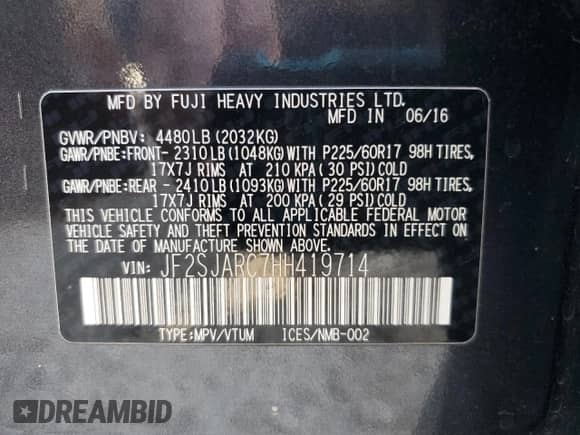 MFD BY FUJI HEAVY INDUSTRIES LTD.
MFD IN 06/16
GVWR/PNBV: 4480LB(2032KG)
GAWR/PNBE:FRONT- 2310LB(1048KG)WITH P225/60R17 98H TIRES,
17X7J RIMS AT 210 KPA( 30 PSI)COLD
GAWR/PNBE:REAR - 2410LB(1093KG)WITH P225/60R17 98H TIRES,
17X7J RIMS AT 200 KPA( 29 PSI)COLD
THIS VEHICLE CONFORMS TO ALL APPLICABLE FEDERAL MOTOR
VEHICLE SAFETY AND THEFT PREVENTION STANDARDS IN EFFECT ON
THE DATE OF MANUFACTURE SHOWN ABOVE.
VIN: JF2SJARC7HH419714
TYPE:MPV/VTUM ICES/NMB-002
DREAMBID
DREAMBID